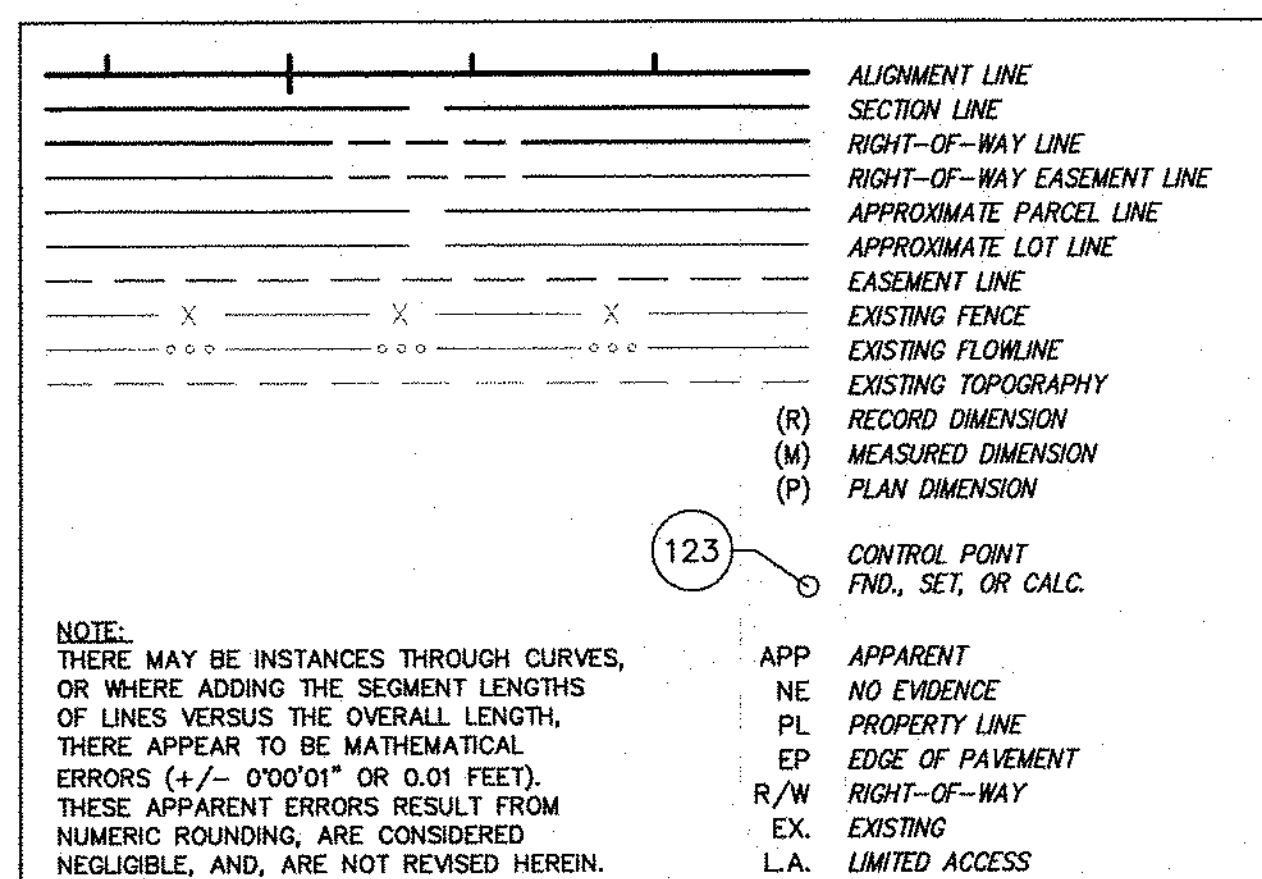 ALIGNMENT LINE
SECTION LINE
RIGHT-OF-WAY LINE
RIGHT-OF-WAY EASEMENT LINE
APPROXIMATE PARCEL LINE
APPROXIMATE LOT LINE
EASEMENT LINE
X X X EXISTING FENCE
EXISTING FLOWLINE
EXISTING TOPOGRAPHY
(R) RECORD DIMENSION
(M) MEASURED DIMENSION
(P) PLAN DIMENSION
123 CONTROL POINT
FND., SET, OR CALC.
NOTE:
THERE MAY BE INSTANCES THROUGH CURVES,
OR WHERE ADDING THE SEGMENT LENGTHS
OF LINES VERSUS THE OVERALL LENGTH,
THERE APPEAR TO BE MATHEMATICAL
ERRORS (+/- 0°00'01" OR 0.01 FEET).
THESE APPARENT ERRORS RESULT FROM
NUMERIC ROUNDING, ARE CONSIDERED
NEGLIGIBLE, AND, ARE NOT REVISED HEREIN.
APP APPARENT
NE NO EVIDENCE
PL PROPERTY LINE
EP EDGE OF PAVEMENT
R/W RIGHT-OF-WAY
EX. EXISTING
L.A. LIMITED ACCESS